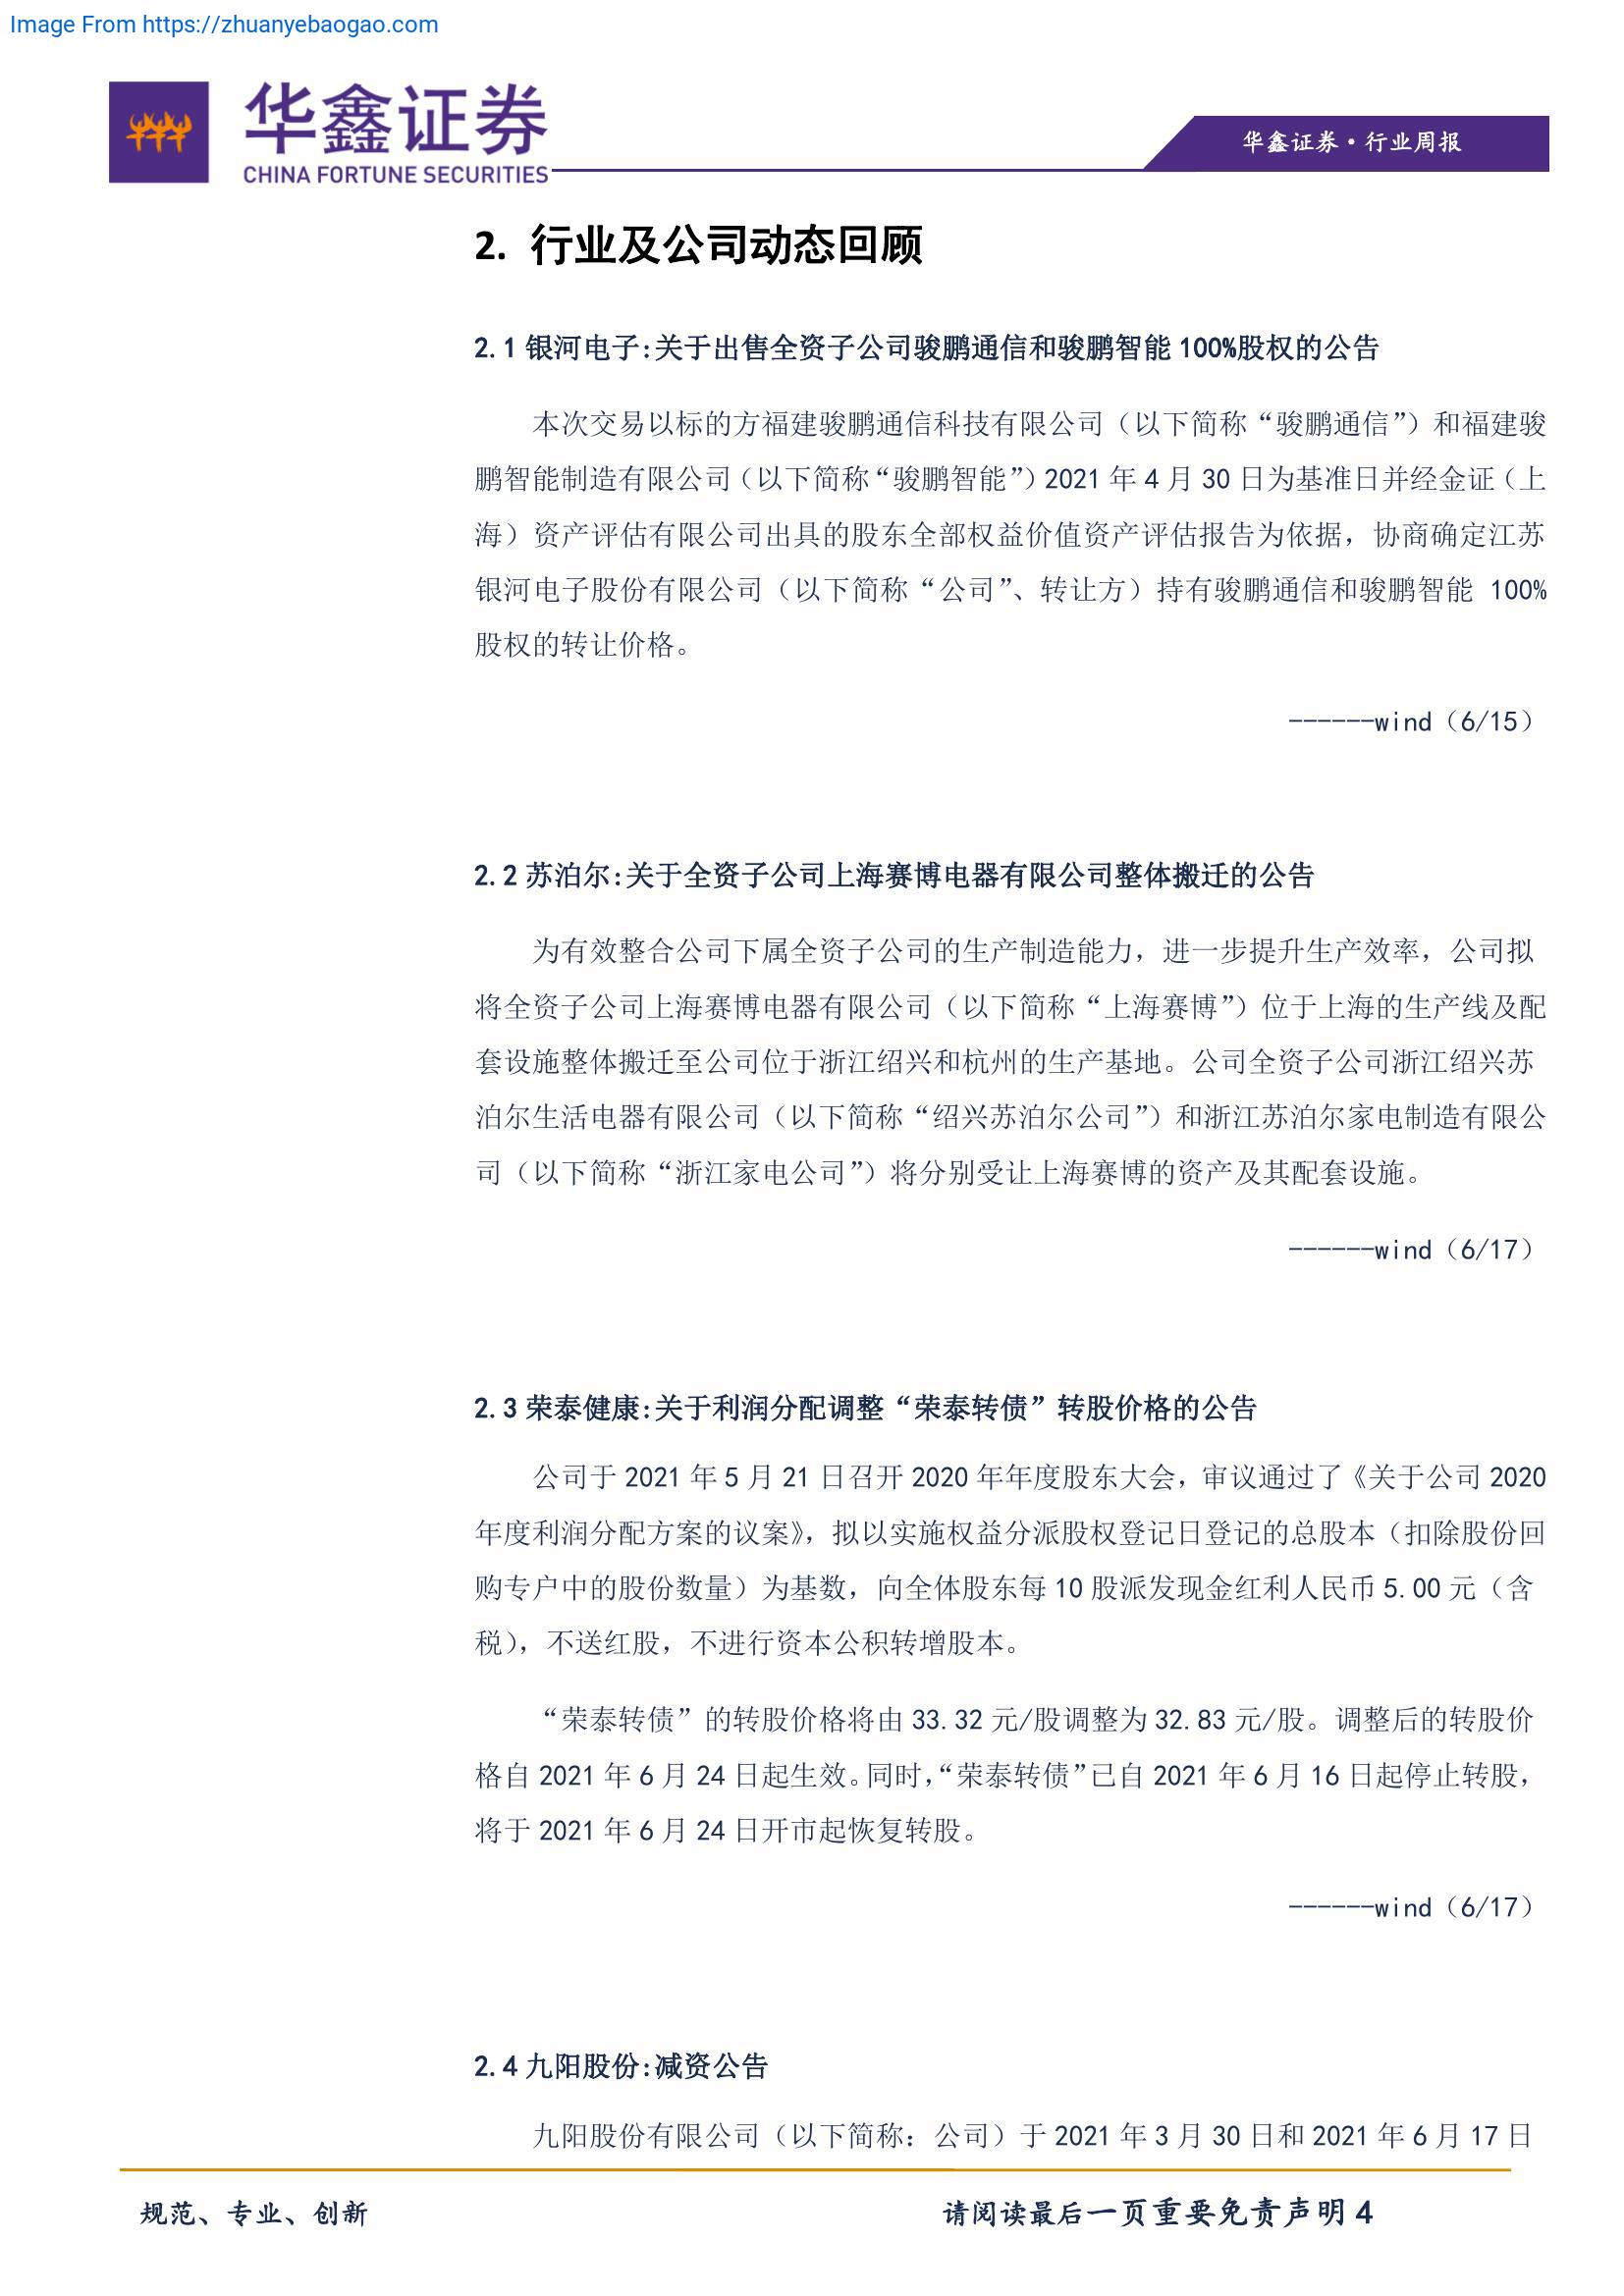 Image From https://zhuanyebaogao.com
华鑫证券
CHINA FORTUNE SECURITIES
华鑫证券·行业周报
2. 行业及公司动态回顾
2.1 银河电子:关于出售全资子公司骏鹏通信和骏鹏智能 100%股权的公告
本次交易以标的方福建骏鹏通信科技有限公司（以下简称“骏鹏通信”）和福建骏
鹏智能制造有限公司（以下简称“骏鹏智能”）2021 年 4 月 30 日为基准日并经金证（上
海）资产评估有限公司出具的股东全部权益价值资产评估报告为依据，协商确定江苏
银河电子股份有限公司（以下简称“公司”、转让方）持有骏鹏通信和骏鹏智能 100%
股权的转让价格。
------wind（6/15）
2.2 苏泊尔:关于全资子公司上海赛博电器有限公司整体搬迁的公告
为有效整合公司下属全资子公司的生产制造能力，进一步提升生产效率，公司拟
将全资子公司上海赛博电器有限公司（以下简称“上海赛博”）位于上海的生产线及配
套设施整体搬迁至公司位于浙江绍兴和杭州的生产基地。公司全资子公司浙江绍兴苏
泊尔生活电器有限公司（以下简称“绍兴苏泊尔公司”）和浙江苏泊尔家电制造有限公
司（以下简称“浙江家电公司”）将分别受让上海赛博的资产及其配套设施。
------wind（6/17）
2.3 荣泰健康:关于利润分配调整“荣泰转债”转股价格的公告
公司于 2021 年 5 月 21 日召开 2020 年年度股东大会，审议通过了《关于公司 2020
年度利润分配方案的议案》，拟以实施权益分派股权登记日登记的总股本（扣除股份回
购专户中的股份数量）为基数，向全体股东每 10 股派发现金红利人民币 5.00 元（含
税），不送红股，不进行资本公积转增股本。
“荣泰转债”的转股价格将由 33.32 元/股调整为 32.83 元/股。调整后的转股价
格自 2021 年 6 月 24 日起生效。同时，“荣泰转债”已自 2021 年 6 月 16 日起停止转股，
将于 2021 年 6 月 24 日开市起恢复转股。
------wind（6/17）
2.4 九阳股份:减资公告
九阳股份有限公司（以下简称：公司）于 2021 年 3 月 30 日和 2021 年 6 月 17 日
规范、专业、创新
请阅读最后一页重要免责声明 4